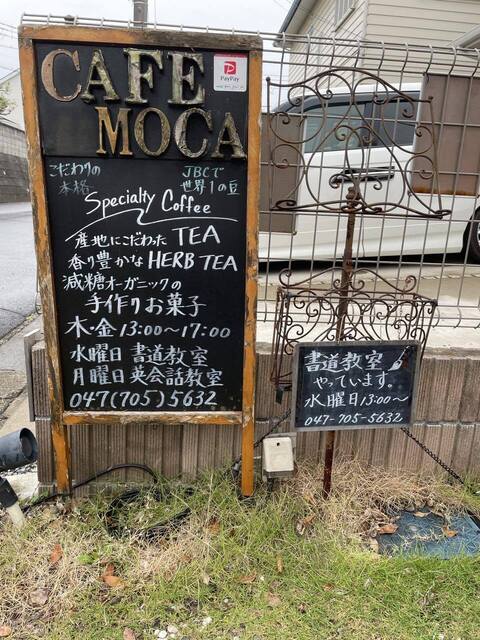 CAFE
PayPay
MOCA
こだわりの
本格
JBCで
世界1の豆
Specialty Coffee
産地にこだわった TEA
香り豊かな HERB TEA
減糖オーガニックの
手作りお菓子
木・金 13:00〜17:00
水曜日 書道教室
月曜日 英会話教室
047(705)5632
書道教室
やっています。
水曜日13:00〜
047-705-5632